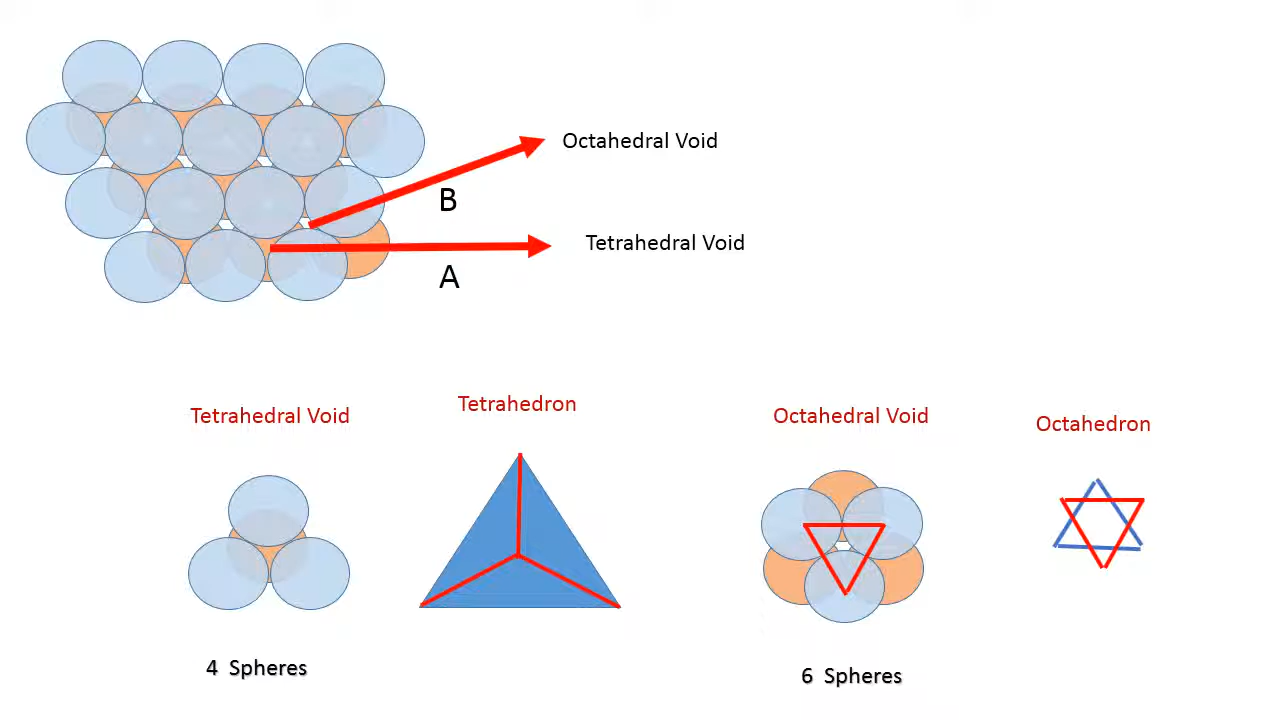 Octahedral Void
B
Tetrahedral Void
A
Tetrahedral Void
Tetrahedron
Octahedral Void
Octahedron
4 Spheres
6 Spheres